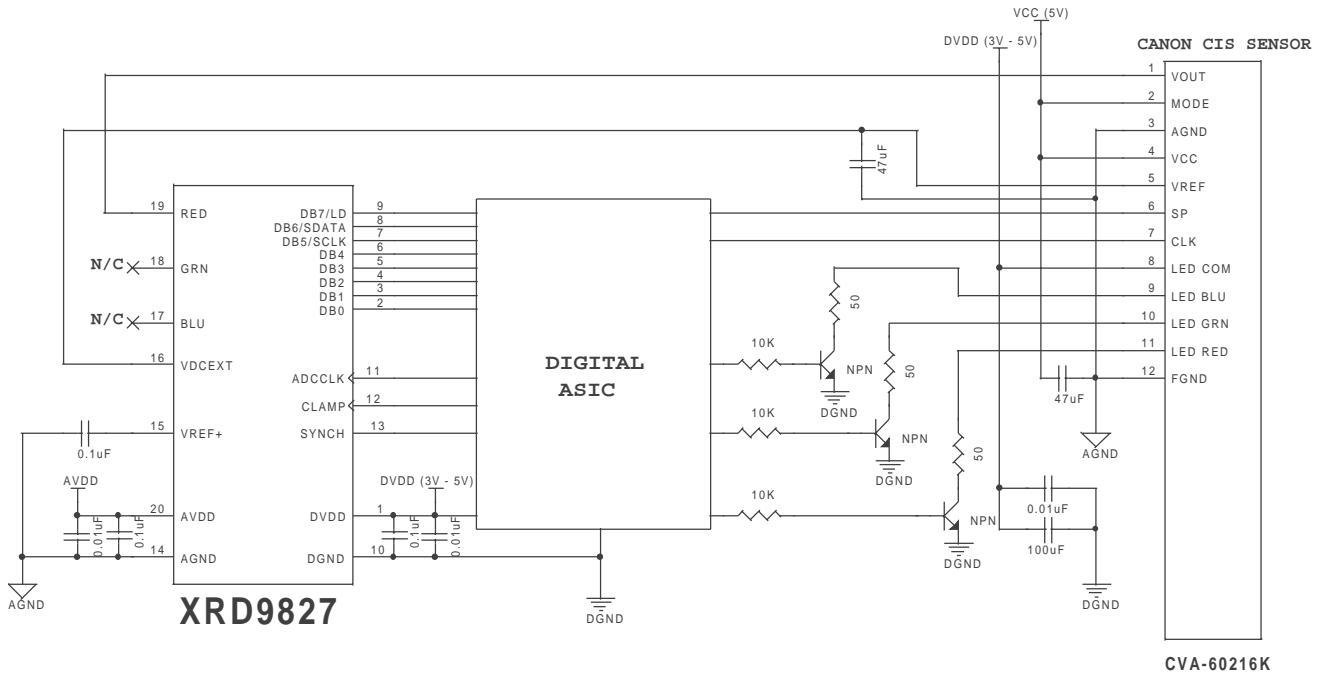 VCC (5V)
DVDD (3V - 5V)
CANON CIS SENSOR
1 VOUT
2 MODE
3 AGND
4 VCC
5 VREF
6 SP
7 CLK
8 LED COM
9 LED BLU
10 LED GRN
11 LED RED
12 FGND
47uF
19 RED
N/C 18 GRN
N/C 17 BLU
16 VDCEXT
15 VREF+
0.1uF
AVDD
20 AVDD
0.01uF
0.1uF
14 AGND
AGND
DB7/LD 9
DB6/SDATA 8
DB5/SCLK 7
DB4 6
DB3 5
DB2 4
DB1 3
DB0 2
ADCCLK 11
CLAMP 12
SYNCH 13
DVDD (3V - 5V)
DVDD 1
0.1uF
0.01uF
DGND 10
XRD9827
DIGITAL
ASIC
DGND
10K
50
NPN
DGND
10K
50
NPN
DGND
10K
50
NPN
DGND
47uF
AGND
0.01uF
100uF
DGND
CVA-60216K